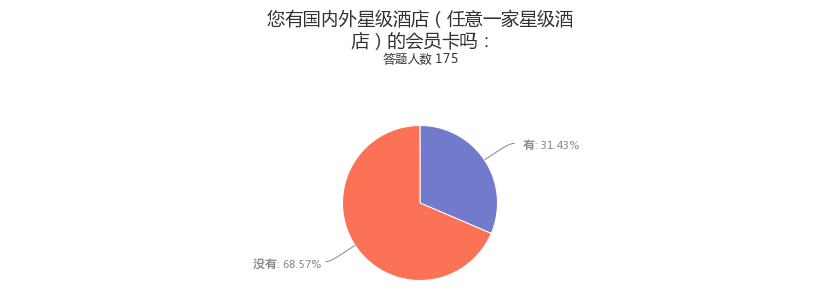 您有国内外星级酒店（任意一家星级酒
店）的会员卡吗：
答题人数 175
有: 31.43%
没有: 68.57%